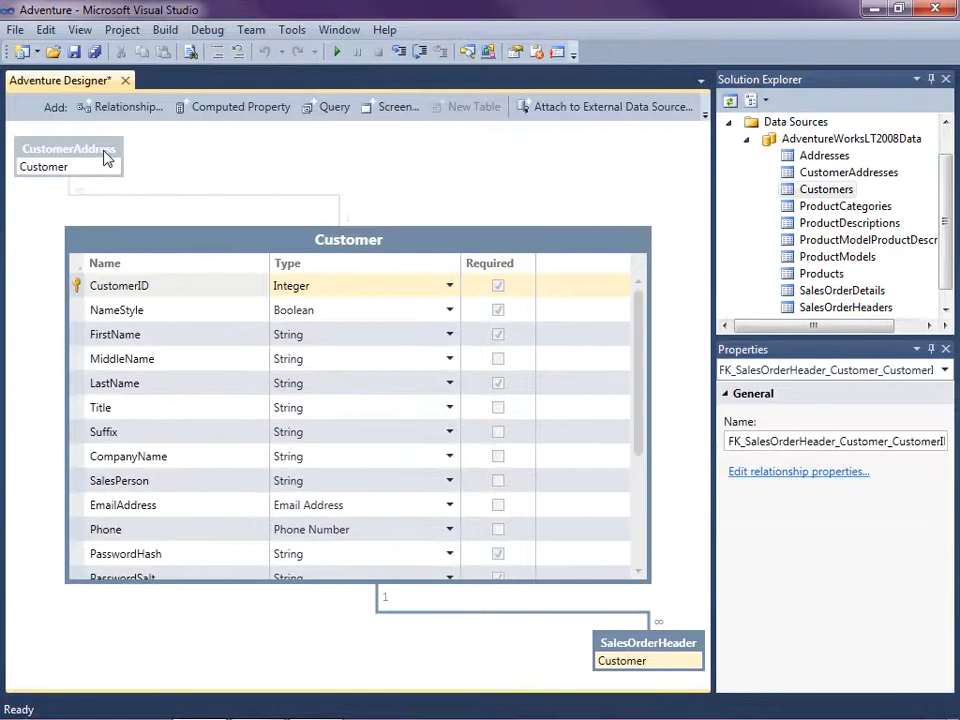 Adventure - Microsoft Visual Studio
File Edit View Project Build Debug Team Tools Window Help
Adventure Designer*
Add: Relationship... Computed Property Query Screen... New Table Attach to External Data Source...
CustomerAddress
Customer
∞
1
Customer
Name Type Required
CustomerID Integer
NameStyle Boolean
FirstName String
MiddleName String
LastName String
Title String
Suffix String
CompanyName String
SalesPerson String
EmailAddress Email Address
Phone Phone Number
PasswordHash String
PasswordSalt String
1
∞
SalesOrderHeader
Customer
Solution Explorer
Data Sources
AdventureWorksLT2008Data
Addresses
CustomerAddresses
Customers
ProductCategories
ProductDescriptions
ProductModelProductDescr
ProductModels
Products
SalesOrderDetails
SalesOrderHeaders
Properties
FK_SalesOrderHeader_Customer_CustomerI
General
Name:
FK_SalesOrderHeader_Customer_CustomerI
Edit relationship properties...
Ready